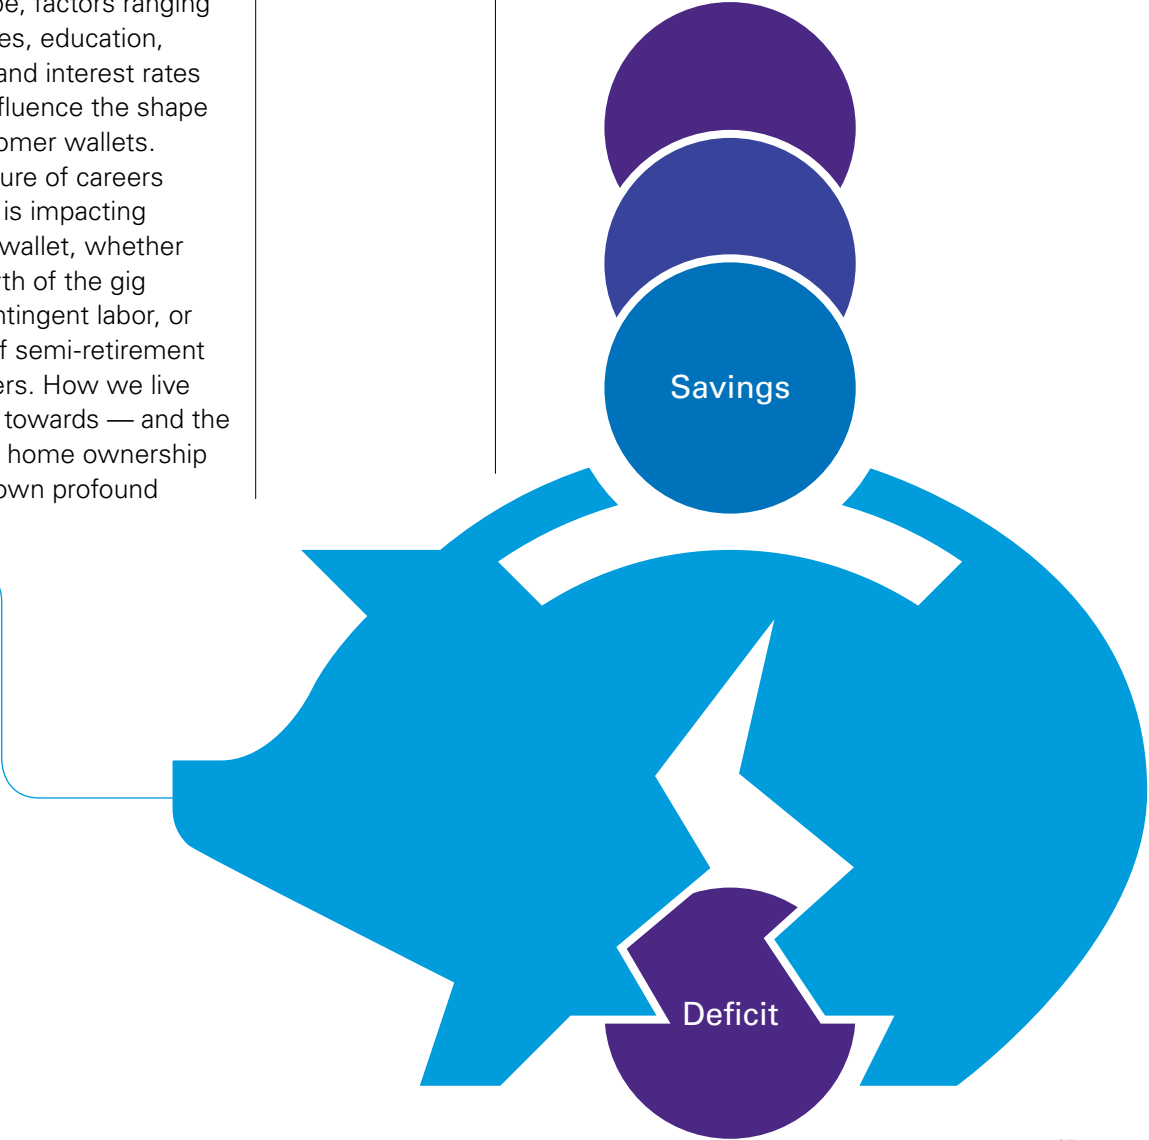 be, factors ranging
es, education,
and interest rates
fluence the shape
omer wallets.
ure of careers
is impacting
wallet, whether
th of the gig
ntingent labor, or
f semi-retirement
ers. How we live
towards — and the
home ownership
own profound
Savings
Deficit